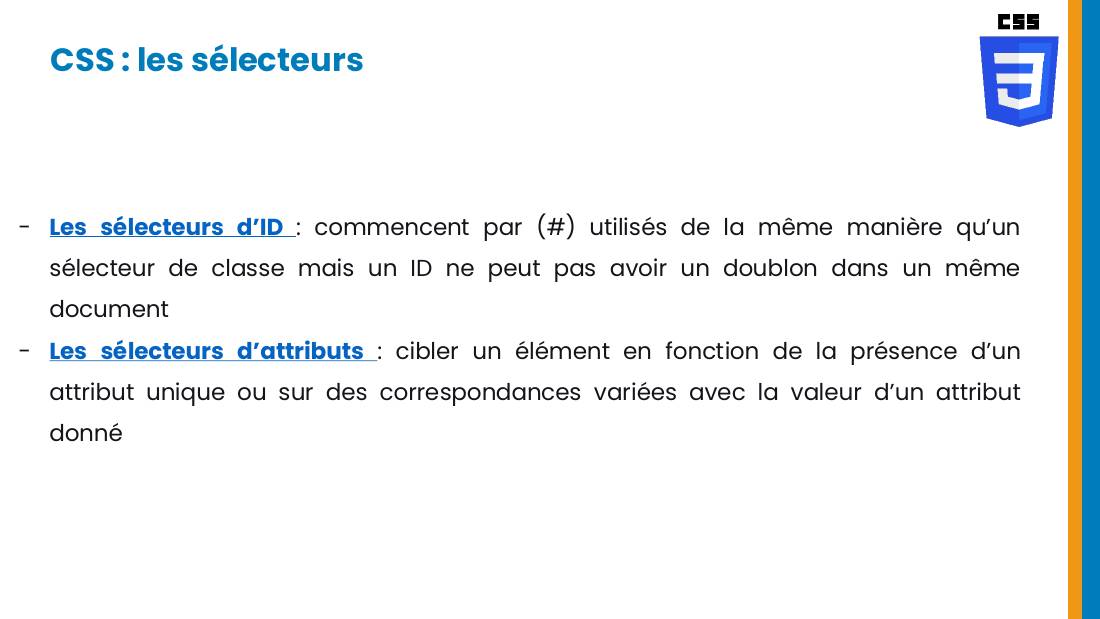 CSS
CSS : les sélecteurs
- Les sélecteurs d’ID : commencent par (#) utilisés de la même manière qu’un
sélecteur de classe mais un ID ne peut pas avoir un doublon dans un même
document
- Les sélecteurs d’attributs : cibler un élément en fonction de la présence d’un
attribut unique ou sur des correspondances variées avec la valeur d’un attribut
donné